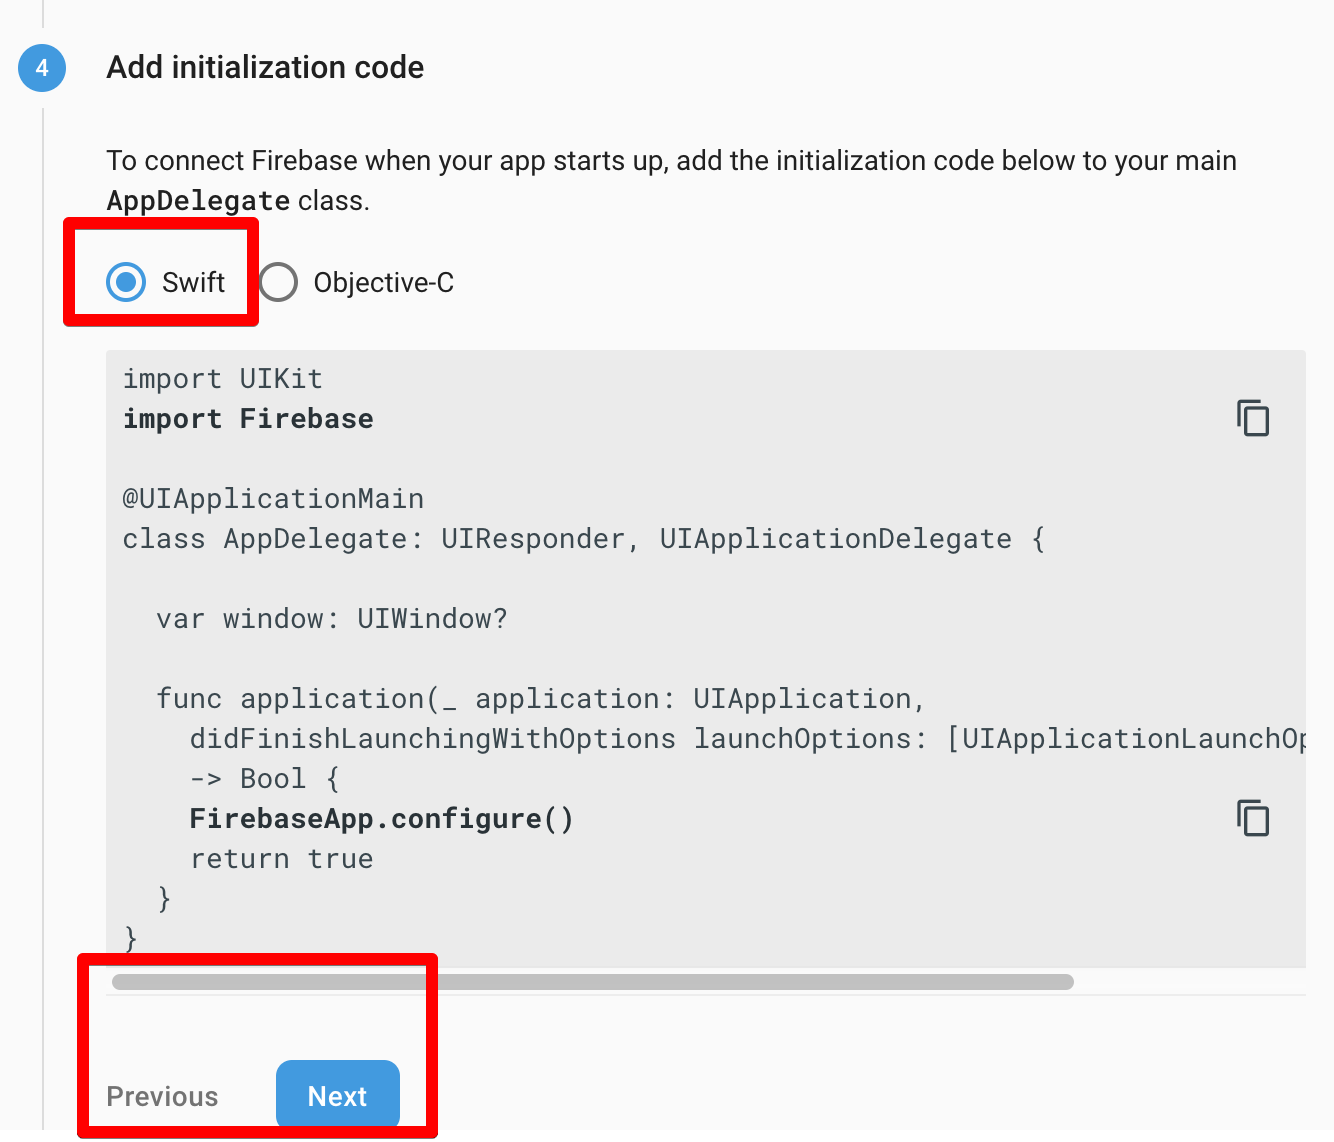 4
Add initialization code
To connect Firebase when your app starts up, add the initialization code below to your main
AppDelegate class.
Swift Objective-C
import UIKit
import Firebase
@UIApplicationMain
class AppDelegate: UIResponder, UIApplicationDelegate {
var window: UIWindow?
func application(_ application: UIApplication,
didFinishLaunchingWithOptions launchOptions: [UIApplicationLaunchOp
-> Bool {
FirebaseApp.configure()
return true
}
}
Previous Next